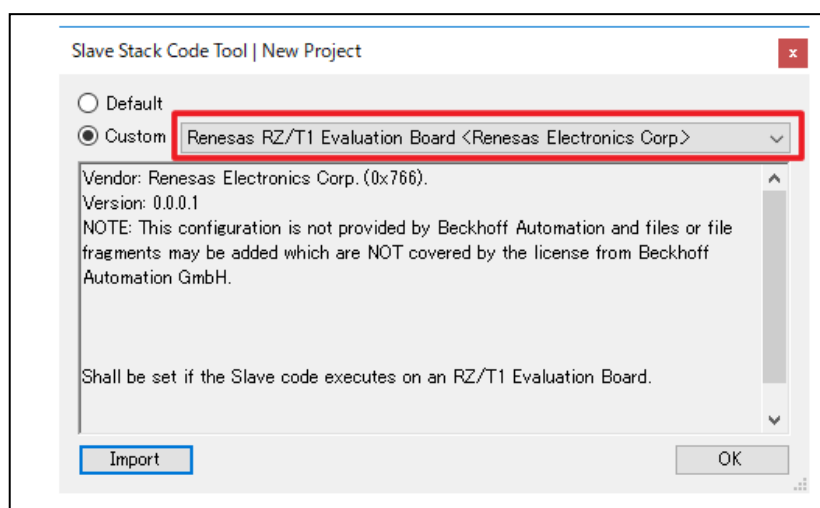 Slave Stack Code Tool | New Project
x
Default
Custom Renesas RZ/T1 Evaluation Board <Renesas Electronics Corp>
Vendor: Renesas Electronics Corp. (0x766).
Version: 0.0.0.1
NOTE: This configuration is not provided by Beckhoff Automation and files or file
fragments may be added which are NOT covered by the license from Beckhoff
Automation GmbH.
Shall be set if the Slave code executes on an RZ/T1 Evaluation Board.
Import OK